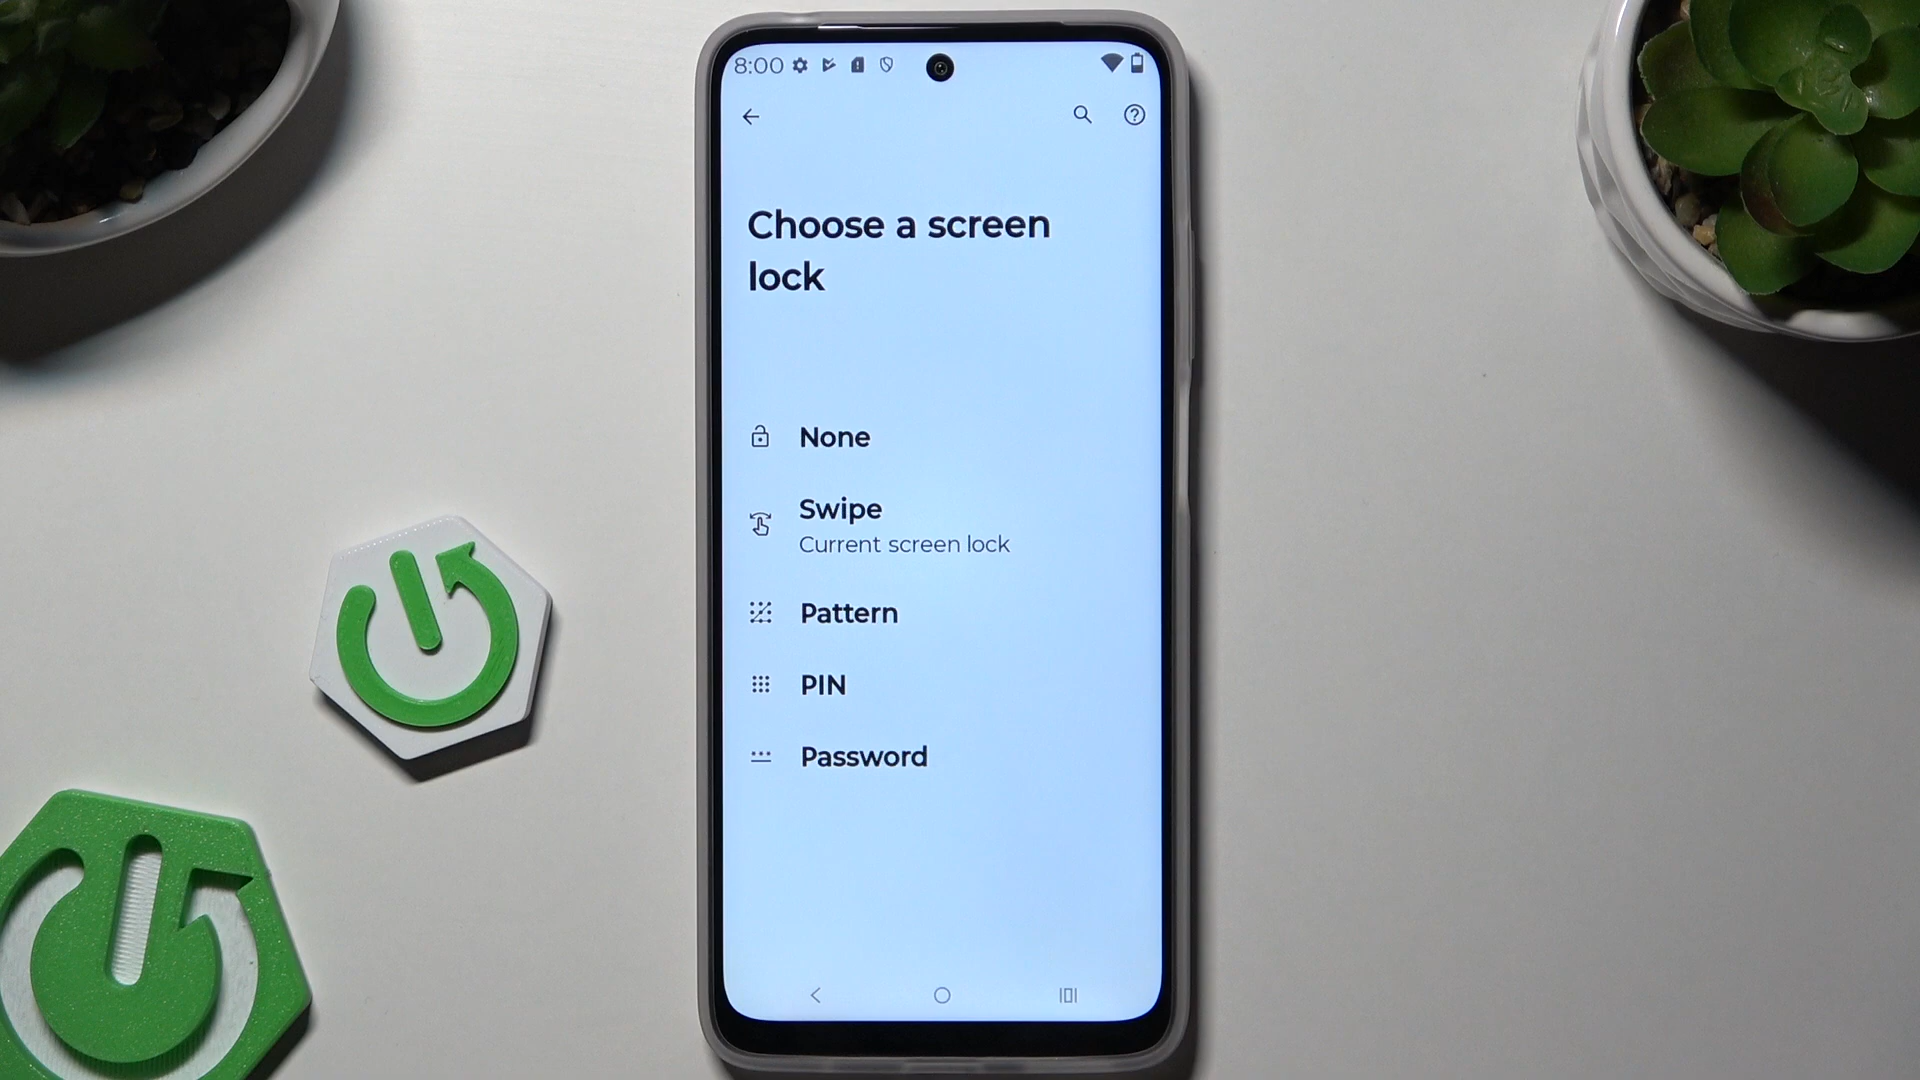 8:00
Choose a screen
lock
None
Swipe
Current screen lock
Pattern
PIN
Password